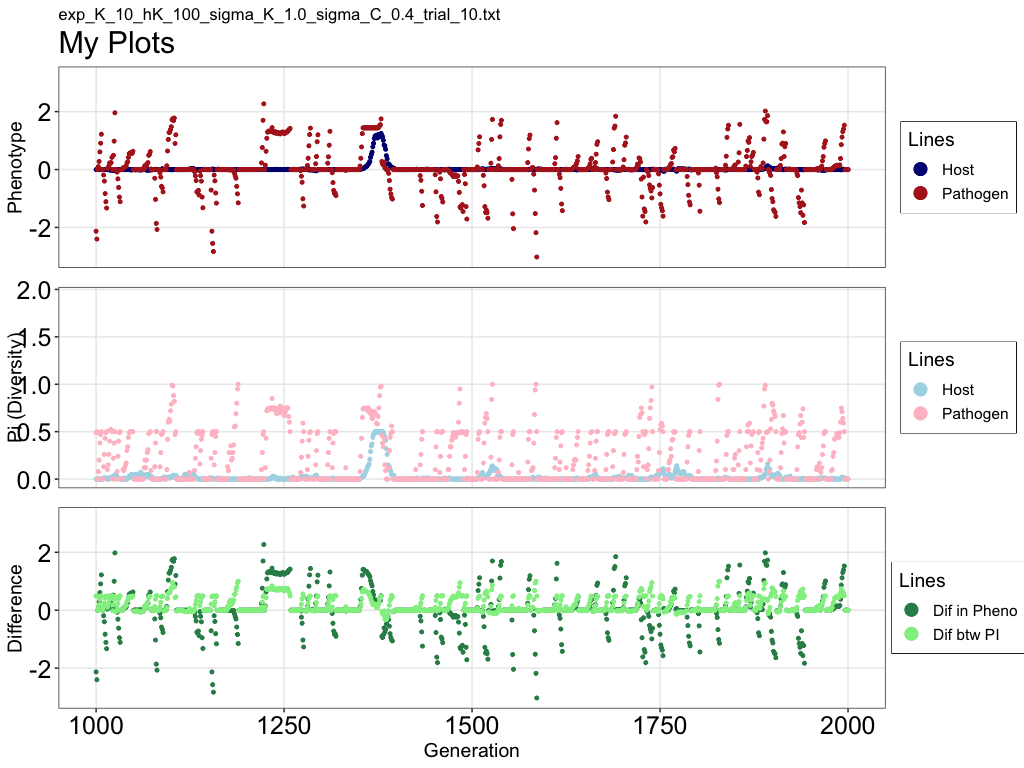 exp_K_10_hK_100_sigma_K_1.0_sigma_C_0.4_trial_10.txt
My Plots
Phenotype
2
0
-2
Lines
Host
Pathogen
Pi (Diversity)
2.0
1.5
1.0
0.5
0.0
Lines
Host
Pathogen
Difference
2
0
-2
Lines
Dif in Pheno
Dif btw PI
1000 1250 1500 1750 2000
Generation